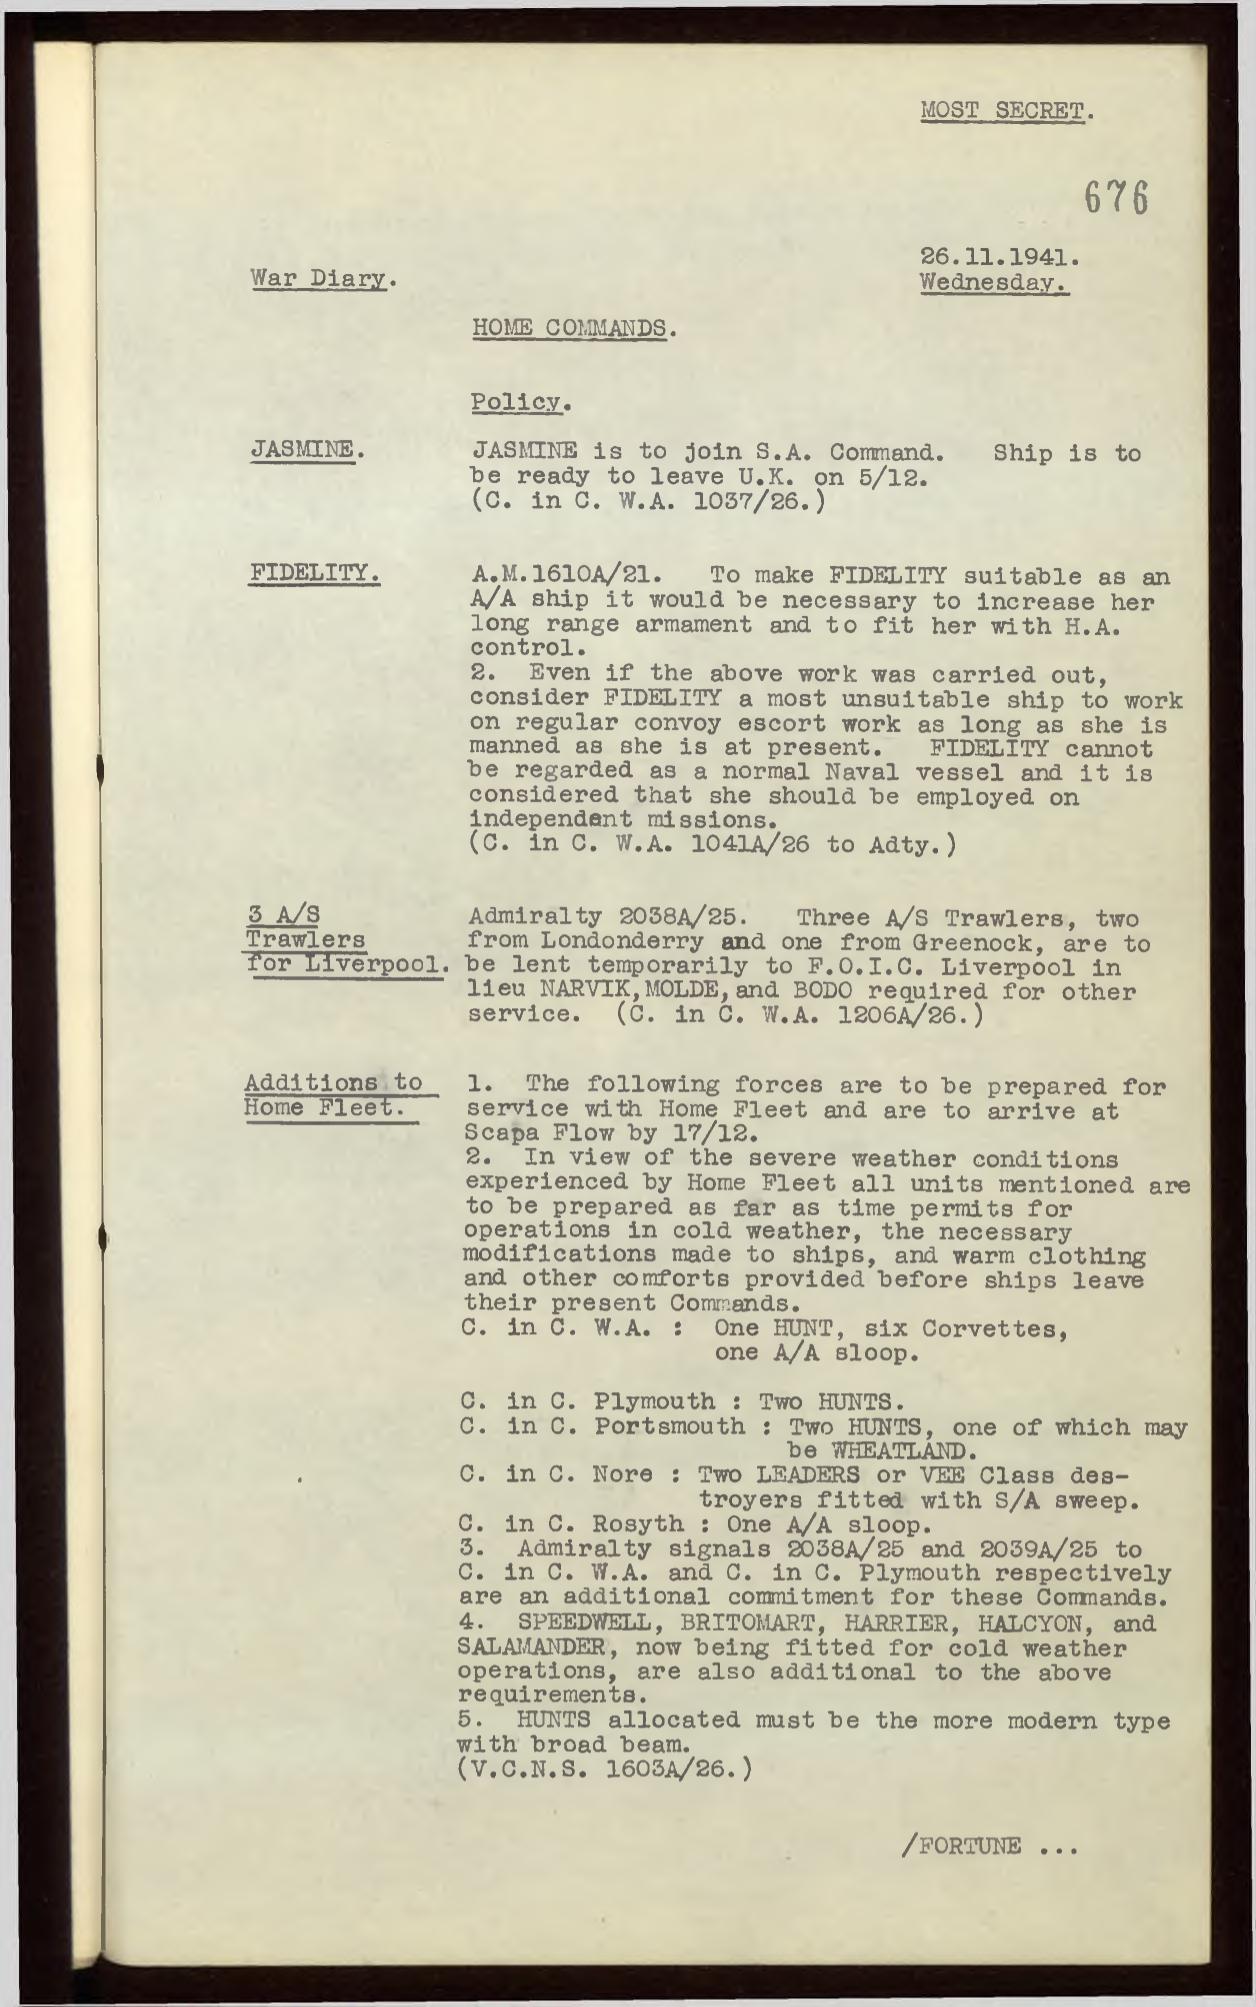 MOST SECRET.
676
26.11.1941.
War Diary.
Wednesday.
HOME COMMANDS.
Policy.
JASMINE.
JASMINE is to join S.A. Command. Ship is to
be ready to leave U.K. on 5/12.
(C. in C. W.A. 1037/26.)
FIDELITY.
A.M.1610A/21. To make FIDELITY suitable as an
A/A ship it would be necessary to increase her
long range armament and to fit her with H.A.
control.
2. Even if the above work was carried out,
consider FIDELITY a most unsuitable ship to work
on regular convoy escort work as long as she is
manned as she is at present. FIDELITY cannot
be regarded as a normal Naval vessel and it is
considered that she should be employed on
independent missions.
(C. in C. W.A. 1041A/26 to Adty.)
3 A/S
Trawlers
for Liverpool.
Admiralty 2038A/25. Three A/S Trawlers, two
from Londonderry and one from Greenock, are to
be lent temporarily to F.O.I.C. Liverpool in
lieu NARVIK, MOLDE, and BODO required for other
service. (C. in C. W.A. 1206A/26.)
Additions to
Home Fleet.
1. The following forces are to be prepared for
service with Home Fleet and are to arrive at
Scapa Flow by 17/12.
2. In view of the severe weather conditions
experienced by Home Fleet all units mentioned are
to be prepared as far as time permits for
operations in cold weather, the necessary
modifications made to ships, and warm clothing
and other comforts provided before ships leave
their present Commands.
C. in C. W.A. : One HUNT, six Corvettes,
one A/A sloop.
C. in C. Plymouth : Two HUNTS.
C. in C. Portsmouth : Two HUNTS, one of which may
be WHEATLAND.
C. in C. Nore : Two LEADERS or VEE Class des-
troyers fitted with S/A sweep.
C. in C. Rosyth : One A/A sloop.
3. Admiralty signals 2038A/25 and 2039A/25 to
C. in C. W.A. and C. in C. Plymouth respectively
are an additional commitment for these Commands.
4. SPEEDWELL, BRITOMART, HARRIER, HALCYON, and
SALAMANDER, now being fitted for cold weather
operations, are also additional to the above
requirements.
5. HUNTS allocated must be the more modern type
with broad beam.
(V.C.N.S. 1603A/26.)
/FORTUNE ...